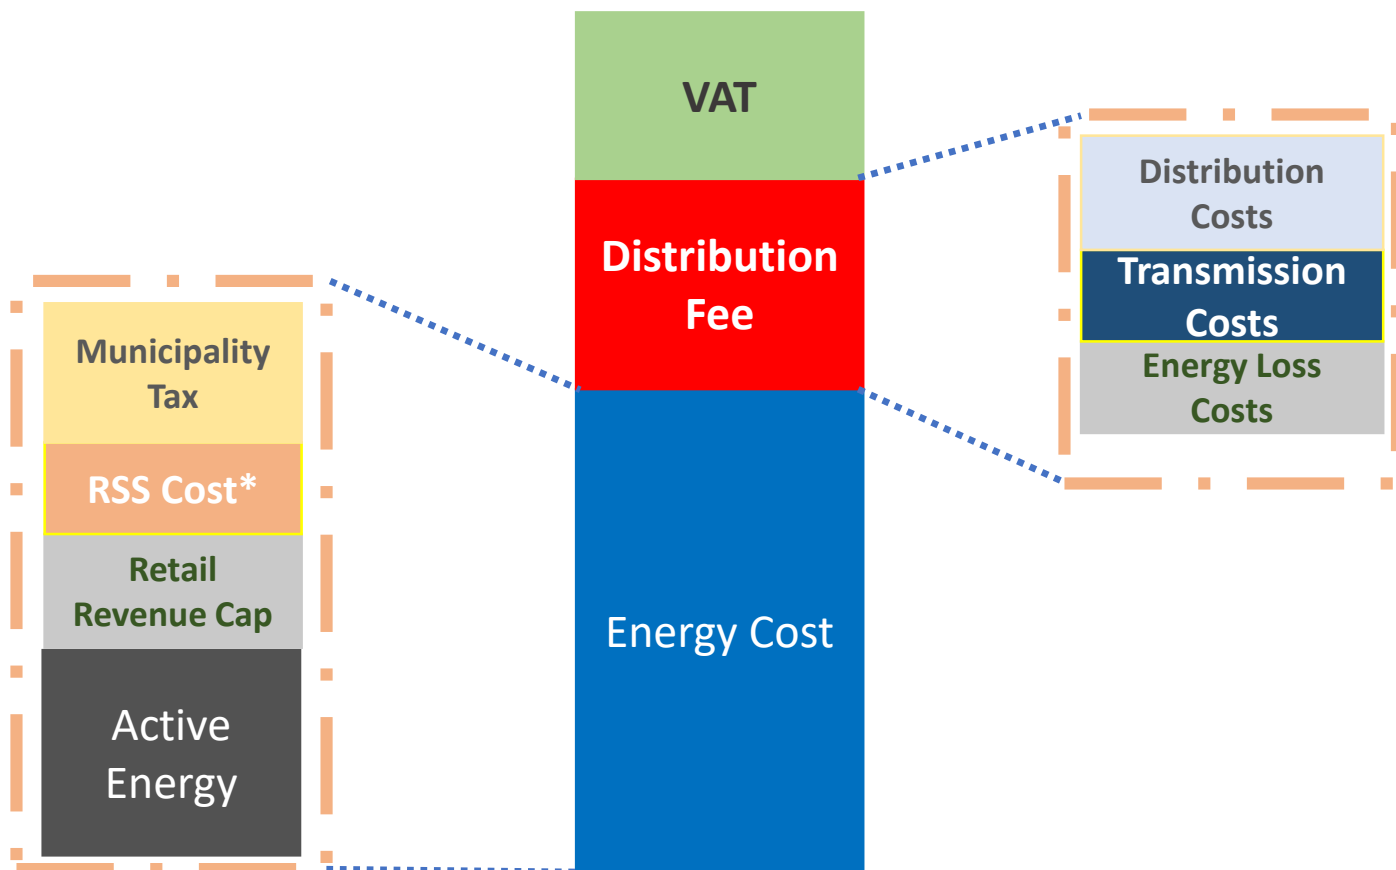 VAT
Distribution
Fee
Energy Cost
Municipality
Tax
RSS Cost*
Retail
Revenue Cap
Active
Energy
Distribution
Costs
Transmission
Costs
Energy Loss
Costs